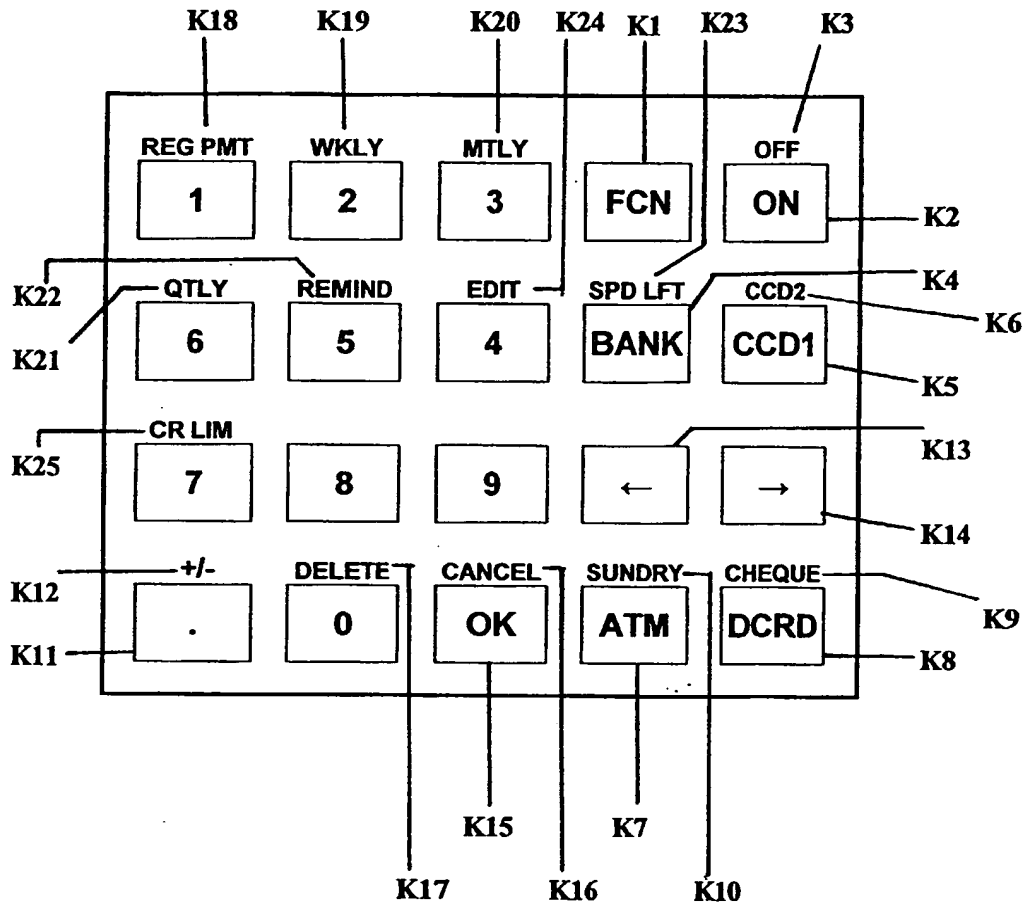 K18 K19 K20 K24 K1 K23 K3
REG PMT WKLY MTLY OFF
1 2 3 FCN ON
K2
K22 QTLY REMIND EDIT SPD LFT CCD2 K4
K6
K21 6 5 4 BANK CCD1
K5
CR LIM
K25 K13
7 8 9 ← →
K14
K12 +/- DELETE CANCEL SUNDRY CHEQUE
K9
K11 . 0 OK ATM DCRD
K8
K15 K7
K17 K16 K10